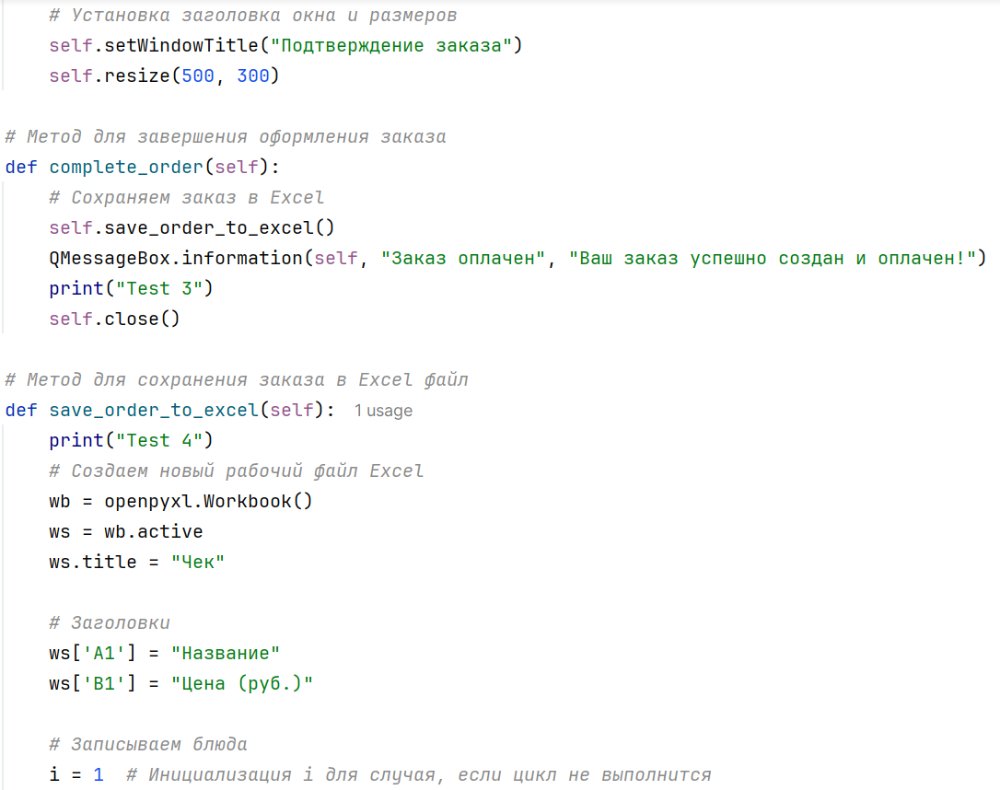 # Установка заголовка окна и размеров
self.setWindowTitle("Подтверждение заказа")
self.resize(500, 300)
# Метод для завершения оформления заказа
def complete_order(self):
# Сохраняем заказ в Excel
self.save_order_to_excel()
QMessageBox.information(self, "Заказ оплачен", "Ваш заказ успешно создан и оплачен!")
print("Test 3")
self.close()
# Метод для сохранения заказа в Excel файл
def save_order_to_excel(self): 1 usage
print("Test 4")
# Создаем новый рабочий файл Excel
wb = openpyxl.Workbook()
ws = wb.active
ws.title = "Чек"
# Заголовки
ws['A1'] = "Название"
ws['B1'] = "Цена (руб.)"
# Записываем блюда
i = 1 # Инициализация i для случая, если цикл не выполнится